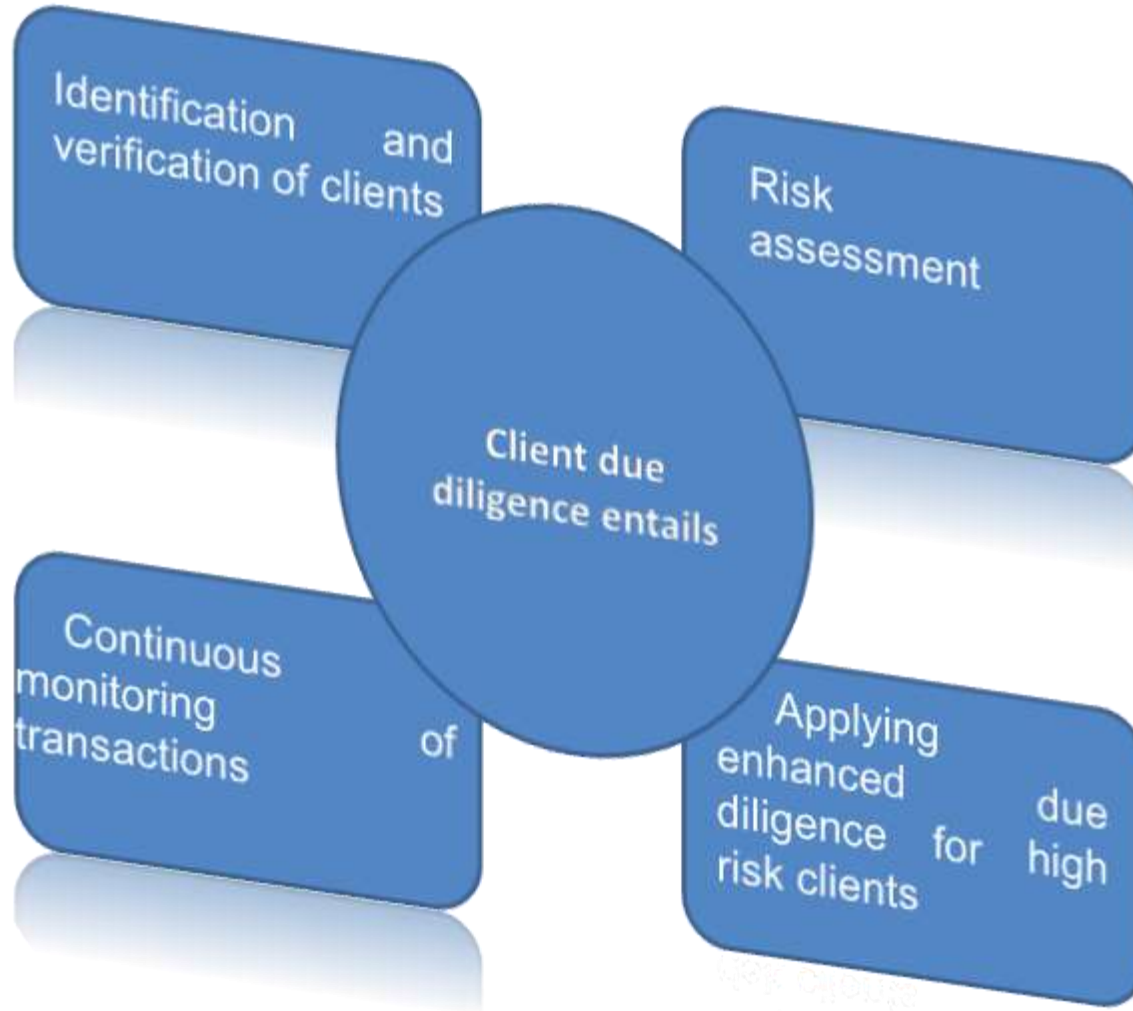 Identification and
verification of clients
Risk
assessment
Client due
diligence entails
Continuous
monitoring of
transactions
Applying
enhanced due
diligence for high
risk clients